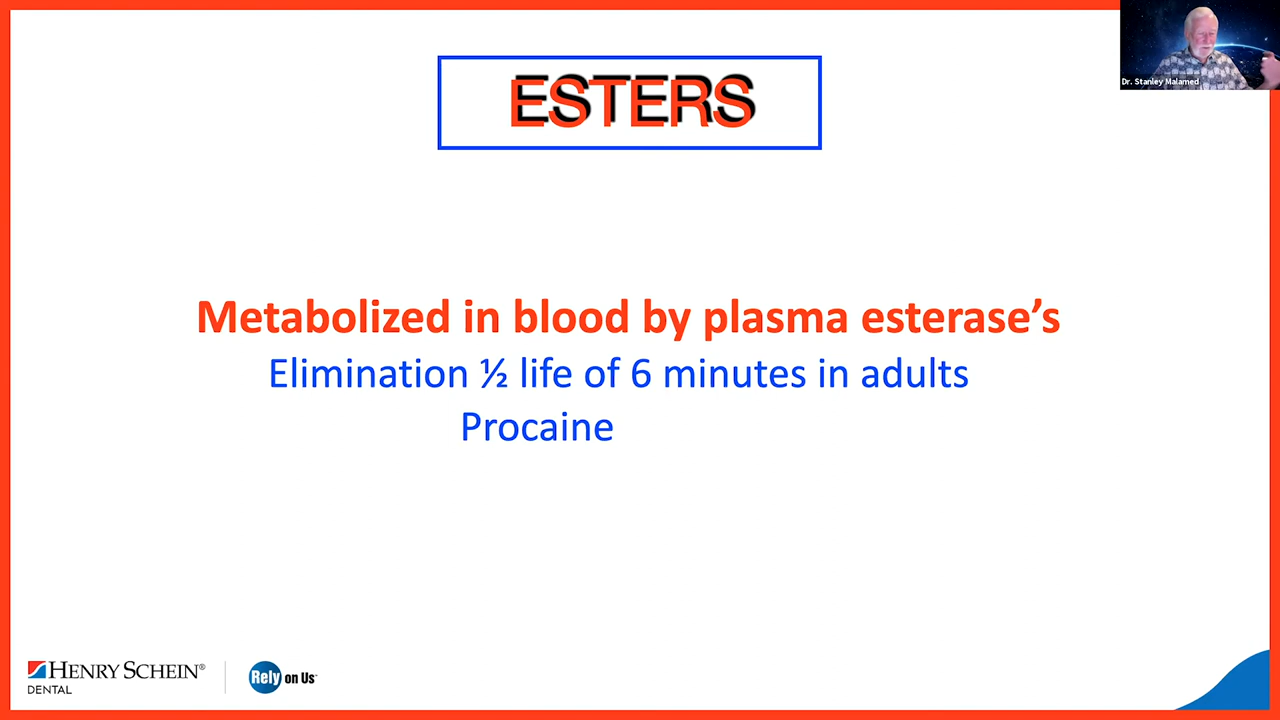 Dr. Stanley Malamed
ESTERS
Metabolized in blood by plasma esterase’s
Elimination ½ life of 6 minutes in adults
Procaine
HENRY SCHEIN®
DENTAL
Rely on Us™